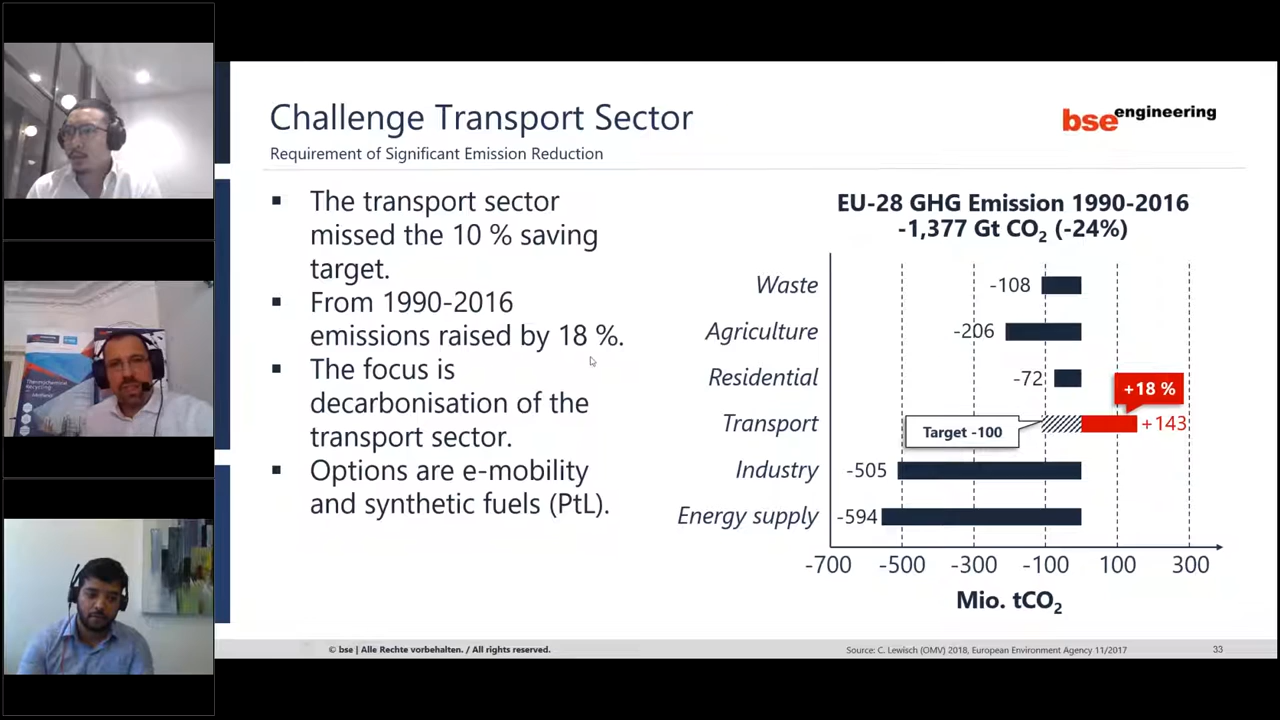 Challenge Transport Sector
Requirement of Significant Emission Reduction
bse engineering
▪ The transport sector
missed the 10 % saving
target.
▪ From 1990-2016
emissions raised by 18 %.
▪ The focus is
decarbonisation of the
transport sector.
▪ Options are e-mobility
and synthetic fuels (PtL).
EU-28 GHG Emission 1990-2016
-1,377 Gt CO₂ (-24%)
Waste -108
Agriculture -206
Residential -72
+18 %
Transport Target -100 +143
Industry -505
Energy supply -594
-700 -500 -300 -100 100 300
Mio. tCO₂
© bse | Alle Rechte vorbehalten. / All rights reserved.
Source: C. Lewisch (OMV) 2018, European Environment Agency 11/2017
33